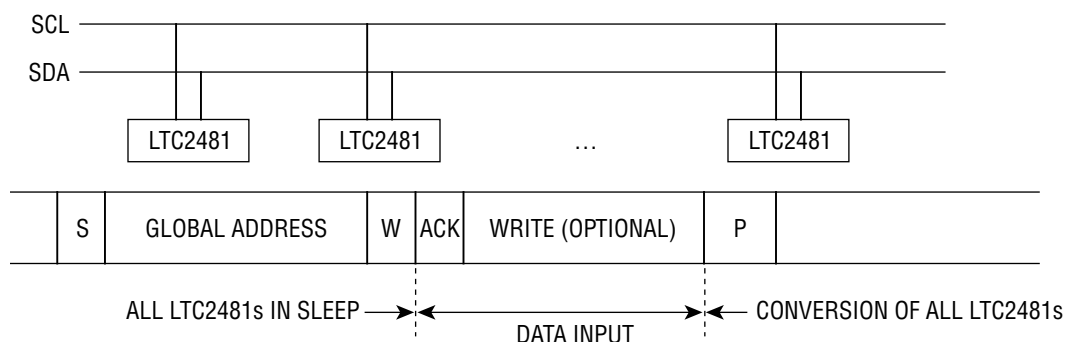 SCL
SDA
LTC2481 LTC2481 ... LTC2481
S GLOBAL ADDRESS W ACK WRITE (OPTIONAL) P
ALL LTC2481s IN SLEEP DATA INPUT CONVERSION OF ALL LTC2481s